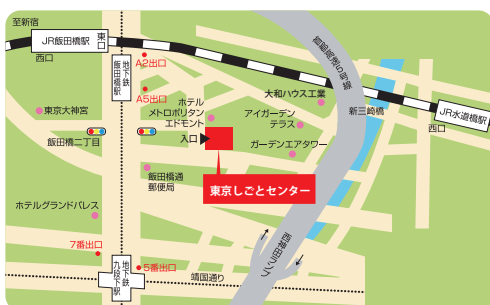 至新宿
JR飯田橋駅
東口
西口
地下鉄
飯田橋駅
A2出口
A5出口
首都高速5号線
大和ハウス工業
東京大神宮
ホテル
メトロポリタン
エドモント
アイガーデン
テラス
新三崎橋
JR水道橋駅
西口
飯田橋二丁目
入口
ガーデンエアタワー
飯田橋通
郵便局
東京しごとセンター
ホテルグランドパレス
西神田ランプ
7番出口
地下鉄
九段下駅
5番出口
靖国通り